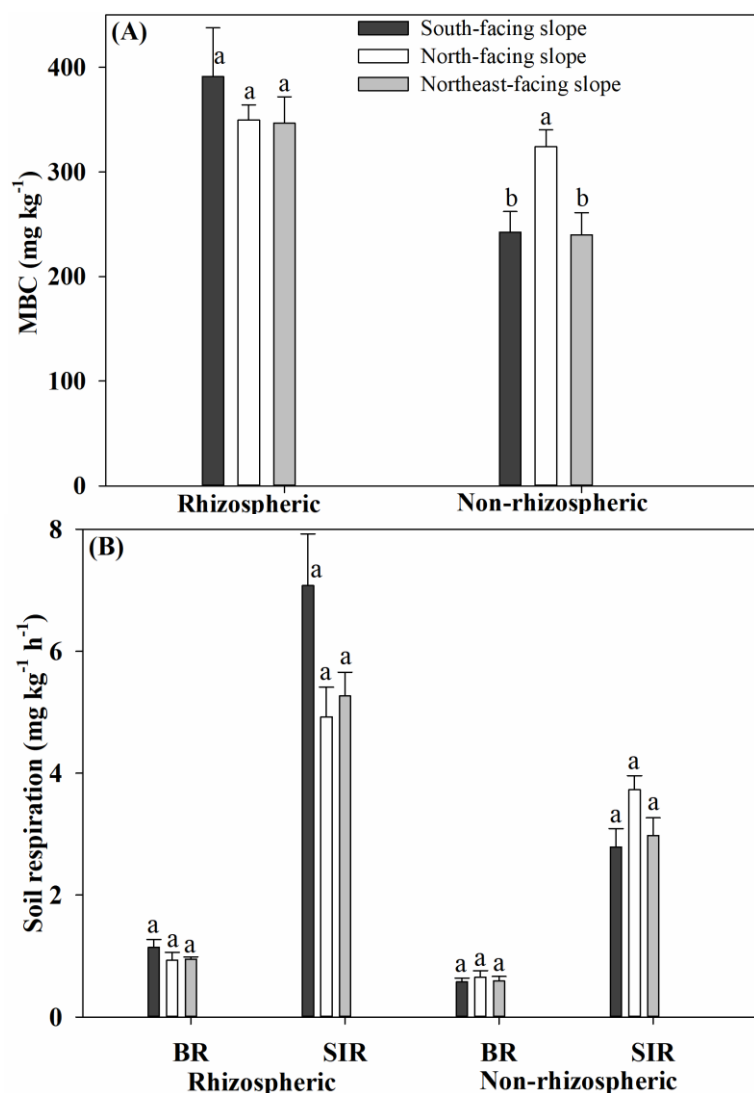 (A)
South-facing slope
North-facing slope
Northeast-facing slope
MBC (mg kg⁻¹)
400
300
200
100
0
a a a
b a b
Rhizospheric Non-rhizospheric
(B)
Soil respiration (mg kg⁻¹ h⁻¹)
8
6
4
2
0
a a a
a a a
a a a
a a a
BR SIR BR SIR
Rhizospheric Non-rhizospheric